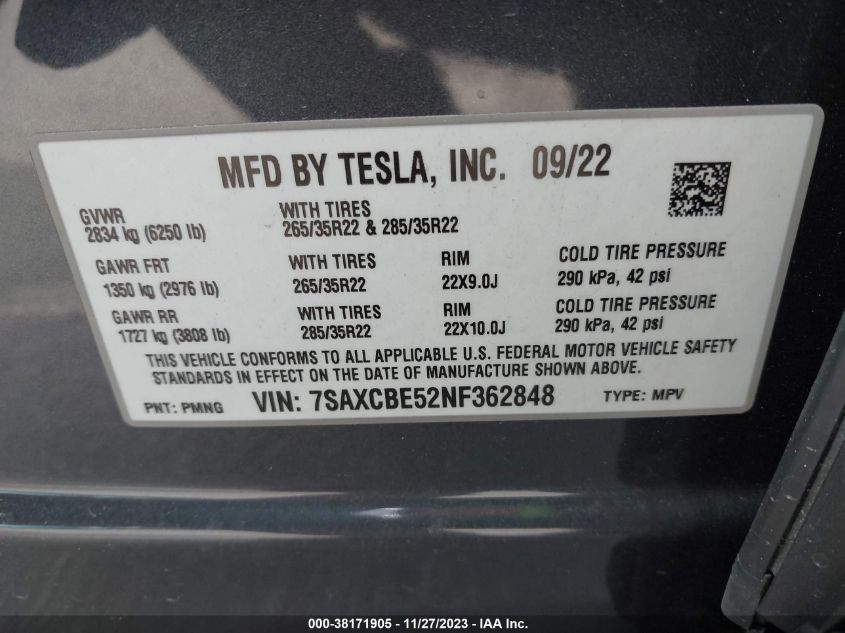 MFD BY TESLA, INC. 09/22
GVWR WITH TIRES
2834 kg (6250 lb) 265/35R22 & 285/35R22
GAWR FRT WITH TIRES RIM COLD TIRE PRESSURE
1350 kg (2976 lb) 265/35R22 22X9.0J 290 kPa, 42 psi
GAWR RR WITH TIRES RIM COLD TIRE PRESSURE
1727 kg (3808 lb) 285/35R22 22X10.0J 290 kPa, 42 psi
THIS VEHICLE CONFORMS TO ALL APPLICABLE U.S. FEDERAL MOTOR VEHICLE SAFETY
STANDARDS IN EFFECT ON THE DATE OF MANUFACTURE SHOWN ABOVE.
PNT: PMNG VIN: 7SAXCBE52NF362848 TYPE: MPV
000-38171905 - 11/27/2023 - IAA Inc.